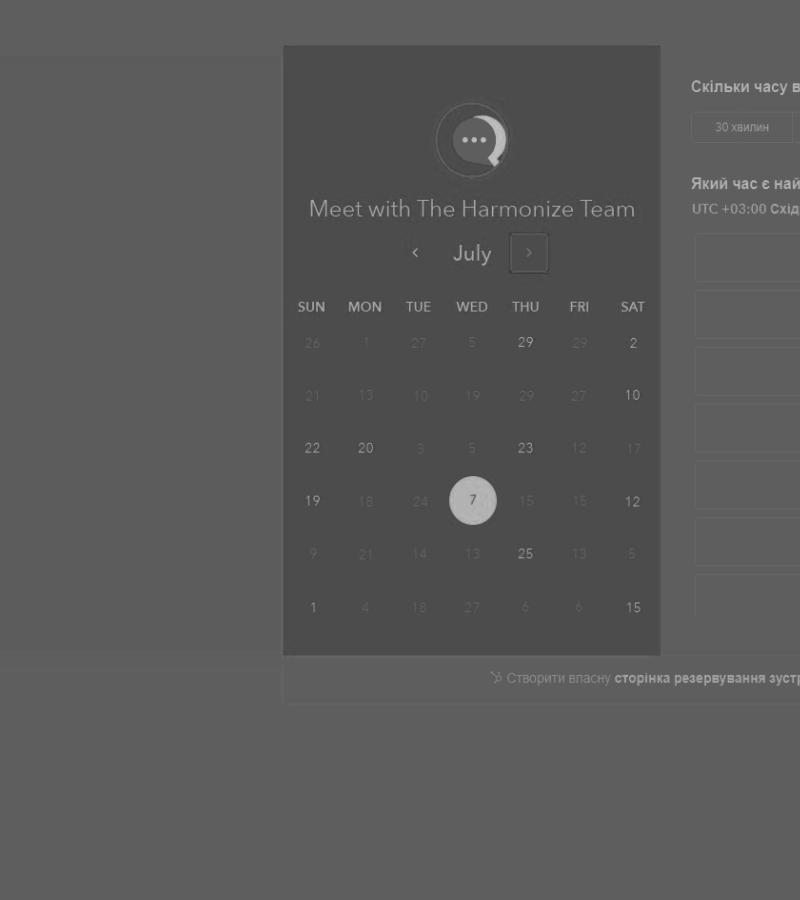 Meet with The Harmonize Team
July
SUN MON TUE WED THU FRI SAT
26 1 27 5 29 29 2
21 13 10 19 29 27 10
22 20 3 5 23 12 17
19 18 24 7 15 15 12
9 21 14 13 25 13 5
1 4 18 27 6 6 15
Скільки часу
30 хвилин
Який час є
UTC +03:00
Створити власну сторінка резервування